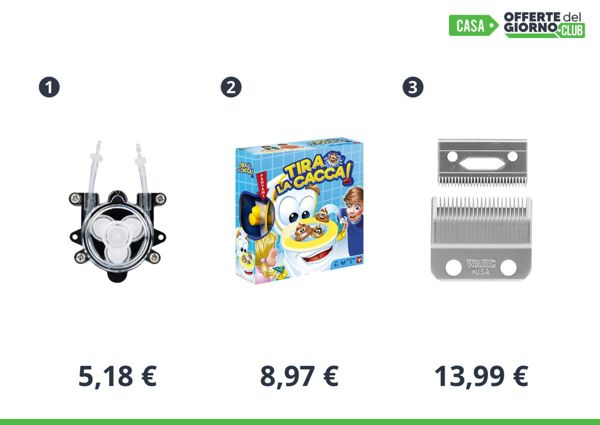 CASA
OFFERTE del
GIORNO.CLUB
1
2
3
TIRA
LA CACCA!
WAHL
USA
5,18 €
8,97 €
13,99 €